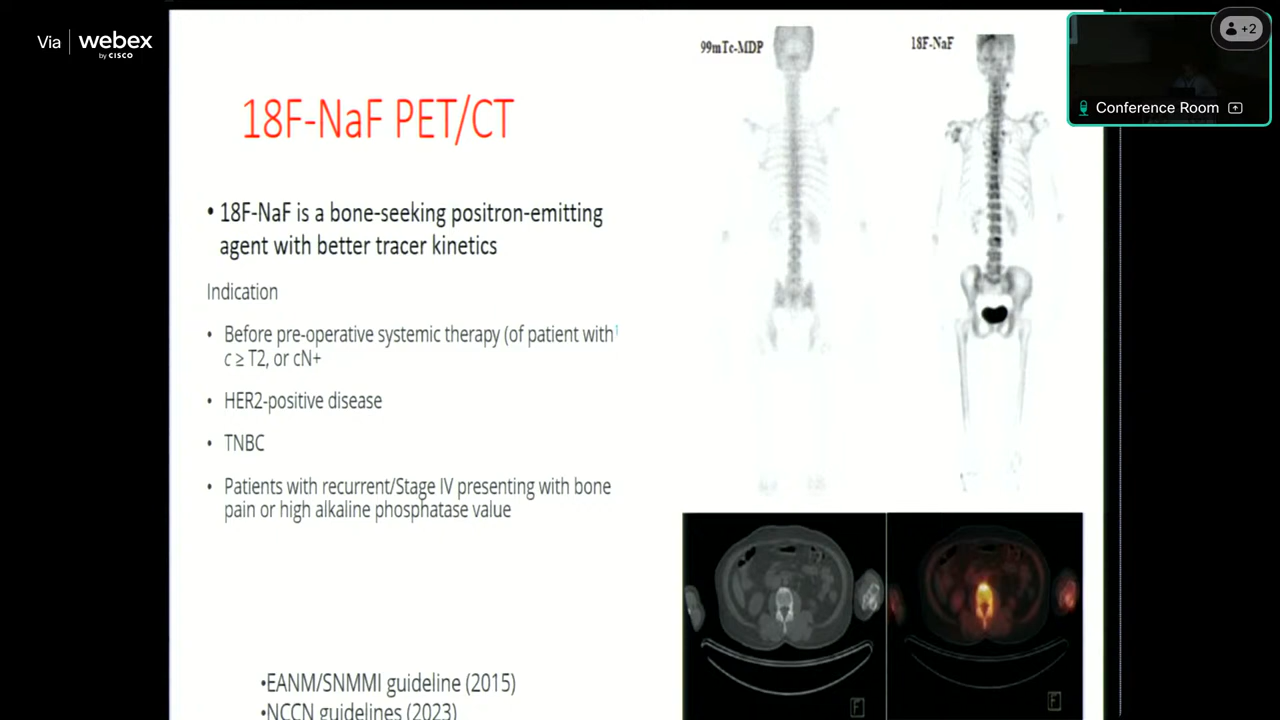 Via webex
by CISCO
+2
Conference Room
99mTc-MDP
18F-NaF
18F-NaF PET/CT
• 18F-NaF is a bone-seeking positron-emitting
agent with better tracer kinetics
Indication
• Before pre-operative systemic therapy (of patient with
c ≥ T2, or cN+
• HER2-positive disease
• TNBC
• Patients with recurrent/Stage IV presenting with bone
pain or high alkaline phosphatase value
•EANM/SNMMI guideline (2015)
•NCCN guidelines (2023)
F
F